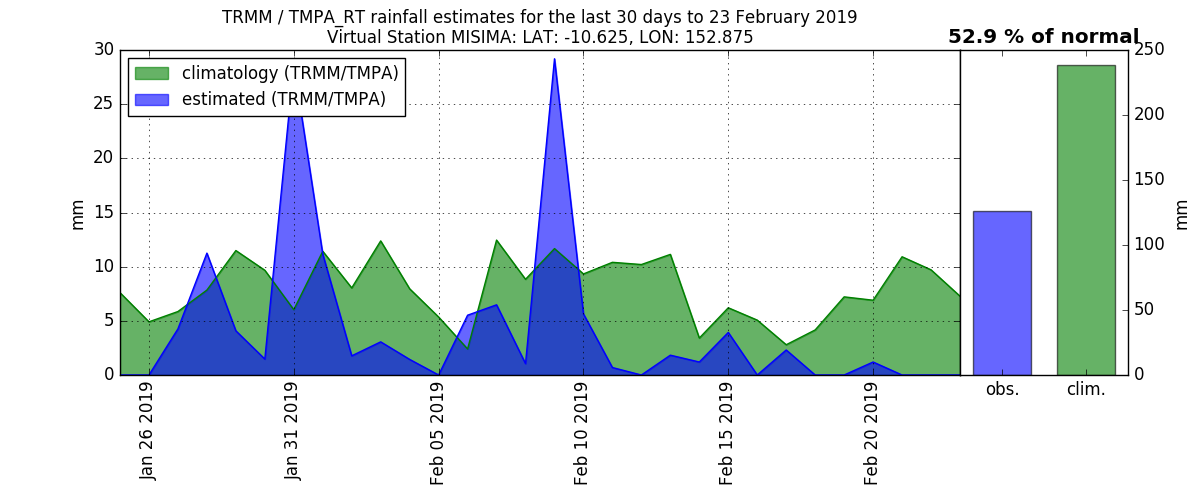 TRMM / TMPA_RT rainfall estimates for the last 30 days to 23 February 2019
Virtual Station MISIMA: LAT: -10.625, LON: 152.875
52.9 % of normal
climatology (TRMM/TMPA)
estimated (TRMM/TMPA)
30
25
20
15
10
5
0
mm
250
200
150
100
50
0
mm
Jan 26 2019
Jan 31 2019
Feb 05 2019
Feb 10 2019
Feb 15 2019
Feb 20 2019
obs.
clim.